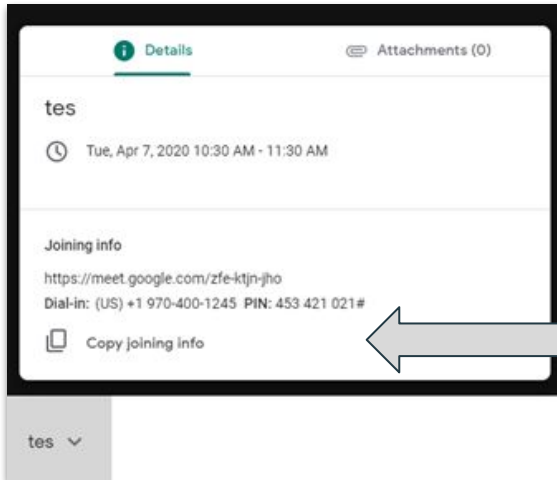 Details
Attachments (0)
tes
Tue, Apr 7, 2020 10:30 AM - 11:30 AM
Joining info
https://meet.google.com/zfe-ktjn-jho
Dial-in: (US) +1 970-400-1245 PIN: 453 421 021#
Copy joining info
tes